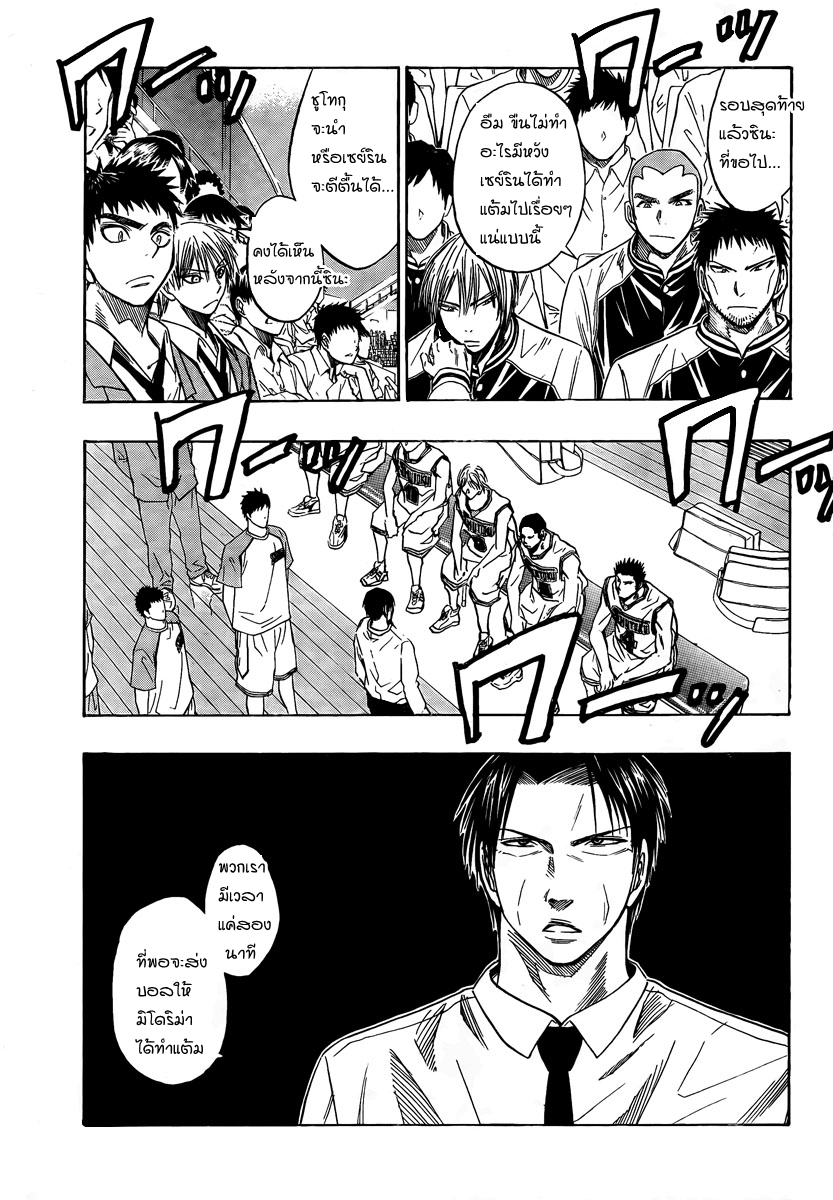 รอบสุดท้าย
แล้วซินะ
ที่ขอไป...
อืม ขืนไม่ทำ
อะไรมีหวัง
เซย์รินได้ทำ
แต้มไปเรื่อยๆ
แน่แบบนี้
ชูโทกุ
จะนำ
หรือเซย์ริน
จะตีตื้นได้...
คงได้เห็น
หลังจากนี้ซินะ
ワーッッ
ワーッッ
ワーッッ
ワーッッ
ワーッッ
4
พวกเรา
มีเวลา
แค่สอง
นาที
ที่พอจะส่ง
บอลให้
มิโดริม่า
ได้ทำแต้ม